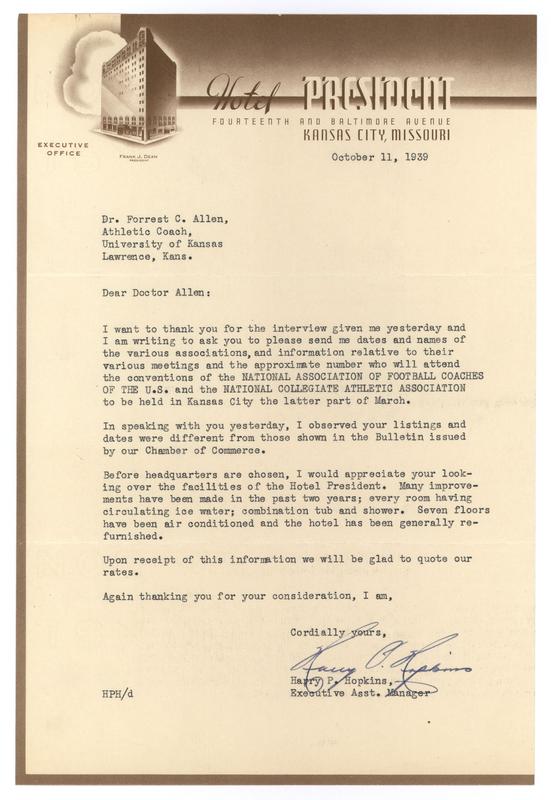 Hotel PRESIDENT
FOURTEENTH AND BALTIMORE AVENUE
KANSAS CITY, MISSOURI
EXECUTIVE
OFFICE
FRANK J. DEAN
PRESIDENT
October 11, 1939
Dr. Forrest C. Allen,
Athletic Coach,
University of Kansas
Lawrence, Kans.
Dear Doctor Allen:
I want to thank you for the interview given me yesterday and
I am writing to ask you to please send me dates and names of
the various associations, and information relative to their
various meetings and the approximate number who will attend
the conventions of the NATIONAL ASSOCIATION OF FOOTBALL COACHES
OF THE U.S. and the NATIONAL COLLEGIATE ATHLETIC ASSOCIATION
to be held in Kansas City the latter part of March.
In speaking with you yesterday, I observed your listings and
dates were different from those shown in the Bulletin issued
by our Chamber of Commerce.
Before headquarters are chosen, I would appreciate your look-
ing over the facilities of the Hotel President. Many improve-
ments have been made in the past two years; every room having
circulating ice water; combination tub and shower. Seven floors
have been air conditioned and the hotel has been generally re-
furnished.
Upon receipt of this information we will be glad to quote our
rates.
Again thanking you for your consideration, I am,
Cordially yours,
Harry P. Hopkins
Harry P. Hopkins,
Executive Asst. Manager
HPH/d